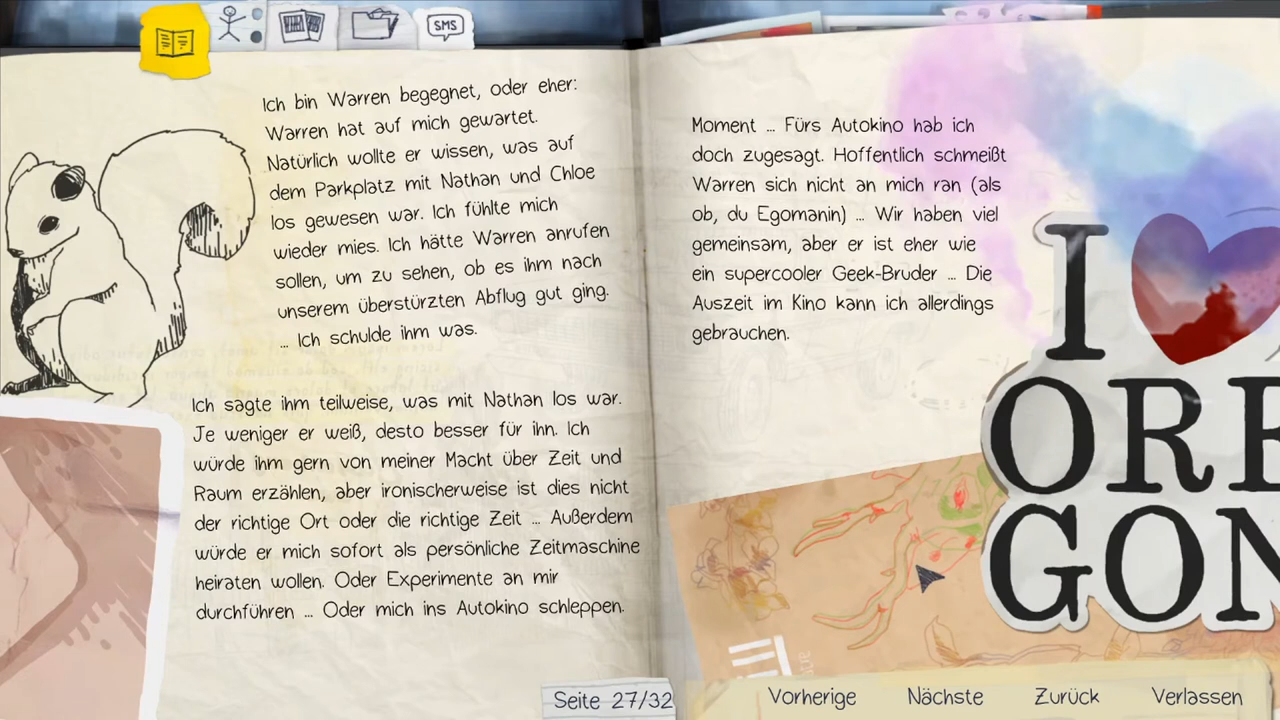 SMS
Ich bin Warren begegnet, oder eher:
Warren hat auf mich gewartet.
Natürlich wollte er wissen, was auf
dem Parkplatz mit Nathan und Chloe
los gewesen war. Ich fühlte mich
wieder mies. Ich hätte Warren anrufen
sollen, um zu sehen, ob es ihm nach
unserem überstürzten Abflug gut ging.
... Ich schulde ihm was.
Ich sagte ihm teilweise, was mit Nathan los war.
Je weniger er weiß, desto besser für ihn. Ich
würde ihm gern von meiner Macht über Zeit und
Raum erzählen, aber ironischerweise ist dies nicht
der richtige Ort oder die richtige Zeit ... Außerdem
würde er mich sofort als persönliche Zeitmaschine
heiraten wollen. Oder Experimente an mir
durchführen ... Oder mich ins Autokino schleppen.
Moment ... Fürs Autokino hab ich
doch zugesagt. Hoffentlich schmeißt
Warren sich nicht an mich ran (als
ob, du Egomanin) ... Wir haben viel
gemeinsam, aber er ist eher wie
ein supercooler Geek-Bruder ... Die
Auszeit im Kino kann ich allerdings
gebrauchen.
I
ORE
GON
Seite 27/32
Vorherige Nächste Zurück Verlassen